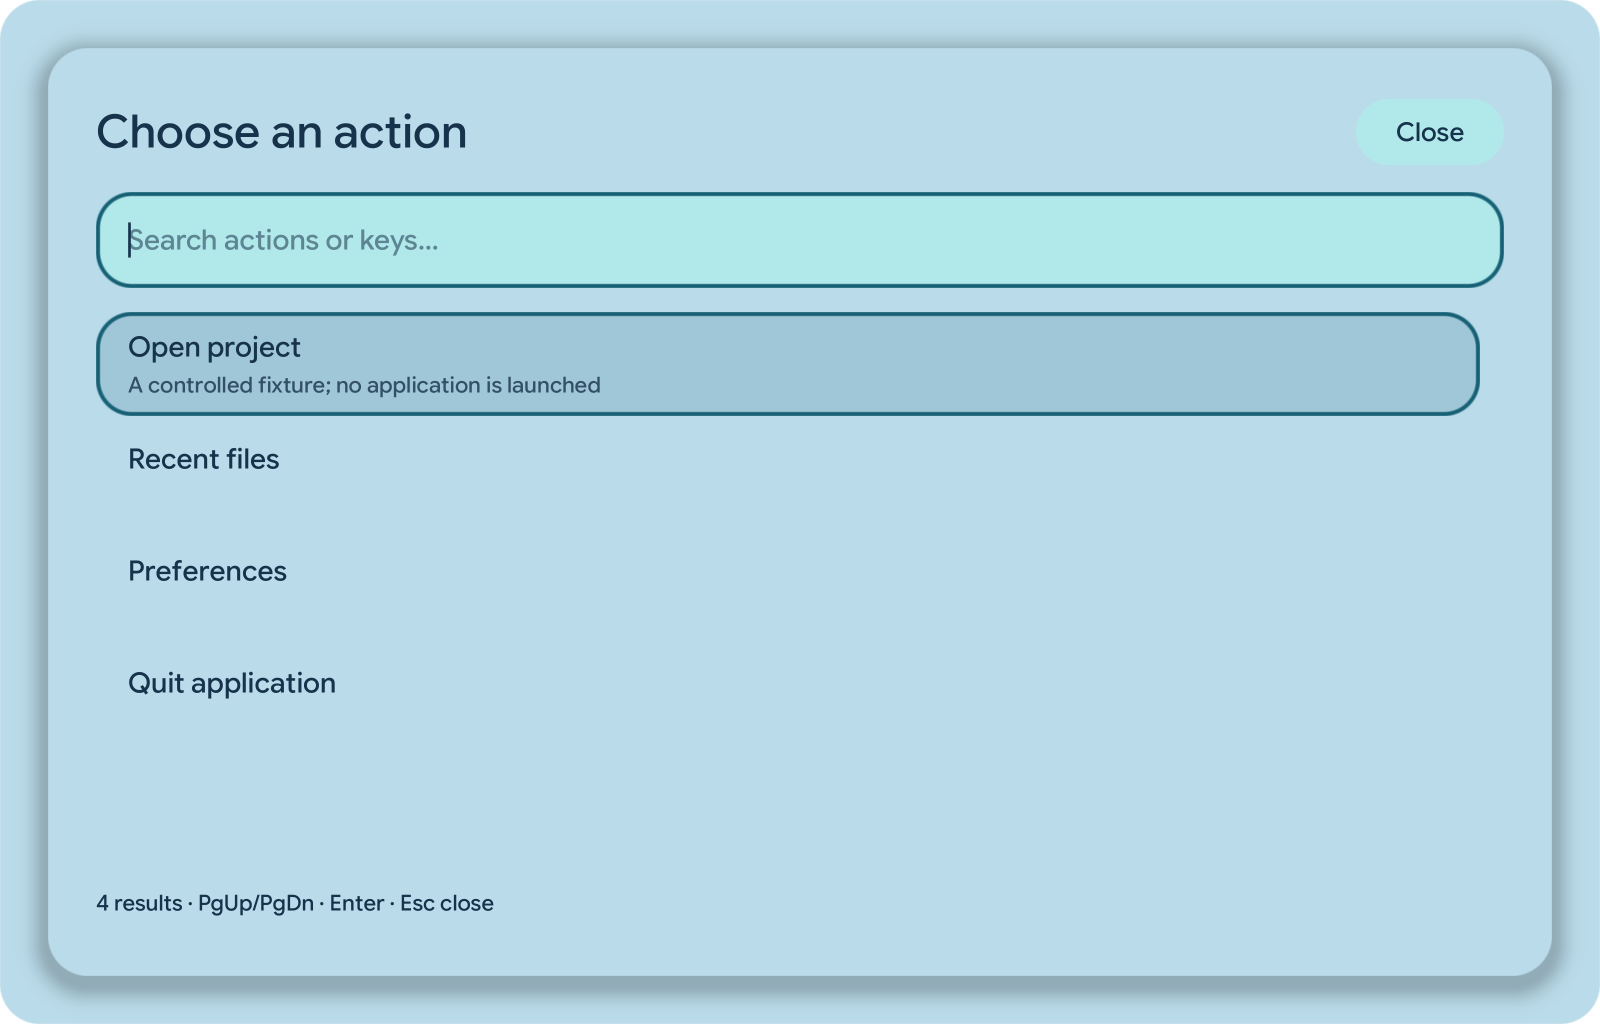 Choose an action
Close
Search actions or keys...
Open project
A controlled fixture; no application is launched
Recent files
Preferences
Quit application
4 results · PgUp/PgDn · Enter · Esc close